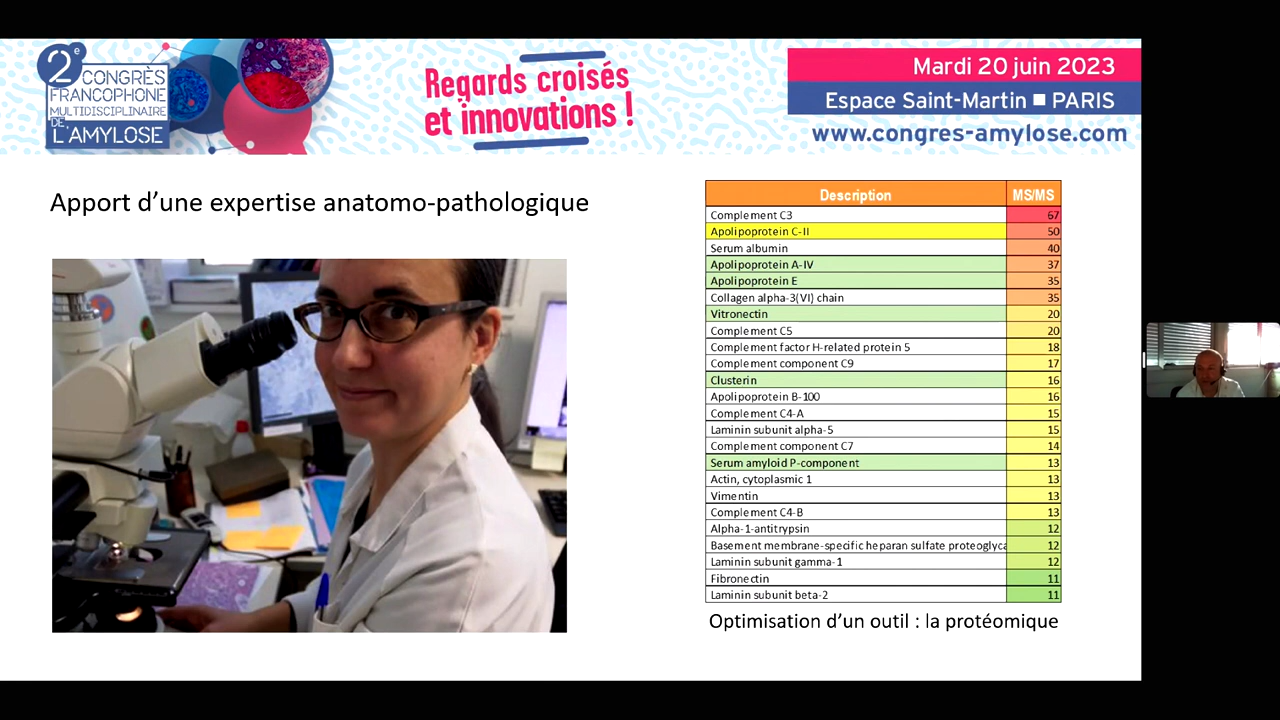 2e CONGRÈS
FRANCOPHONE
MULTIDISCIPLINAIRE
DE
L'AMYLOSE
Regards croisés
et innovations !
Mardi 20 juin 2023
Espace Saint-Martin ■ PARIS
www.congres-amylose.com
Apport d'une expertise anatomo-pathologique
Description MS/MS
Complement C3 67
Apolipoprotein C-II 50
Serum albumin 40
Apolipoprotein A-IV 37
Apolipoprotein E 35
Collagen alpha-3(VI) chain 35
Vitronectin 20
Complement C5 20
Complement factor H-related protein 5 18
Complement component C9 17
Clusterin 16
Apolipoprotein B-100 16
Complement C4-A 15
Laminin subunit alpha-5 15
Complement component C7 14
Serum amyloid P-component 13
Actin, cytoplasmic 1 13
Vimentin 13
Complement C4-B 13
Alpha-1-antitrypsin 12
Basement membrane-specific heparan sulfate proteoglyca 12
Laminin subunit gamma-1 12
Fibronectin 11
Laminin subunit beta-2 11
Optimisation d'un outil : la protéomique